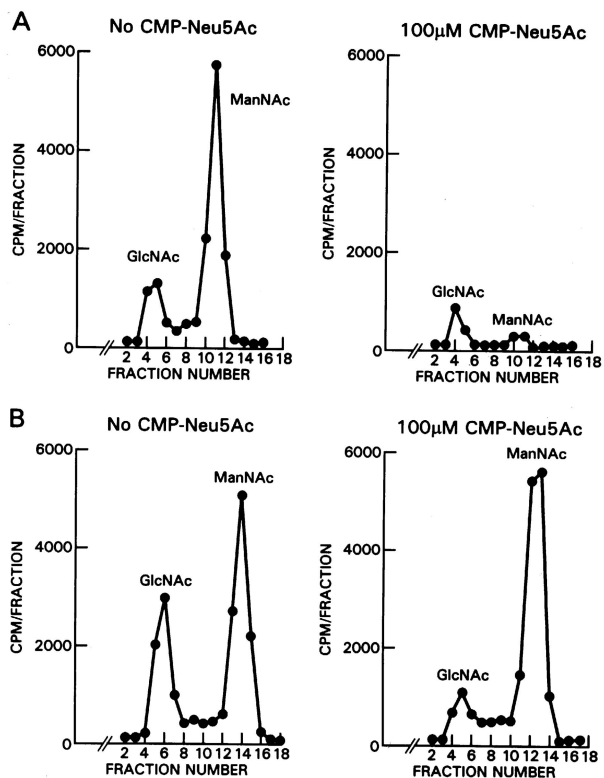 A
No CMP-Neu5Ac
6000
4000
2000
0
CPM/FRACTION
GlcNAc
ManNAc
2 4 6 8 10 12 14 16 18
FRACTION NUMBER
100μM CMP-Neu5Ac
6000
4000
2000
0
CPM/FRACTION
GlcNAc
ManNAc
2 4 6 8 10 12 14 16 18
FRACTION NUMBER
B
No CMP-Neu5Ac
6000
4000
2000
0
CPM/FRACTION
GlcNAc
ManNAc
2 4 6 8 10 12 14 16 18
FRACTION NUMBER
100μM CMP-Neu5Ac
6000
4000
2000
0
CPM/FRACTION
GlcNAc
ManNAc
2 4 6 8 10 12 14 16 18
FRACTION NUMBER